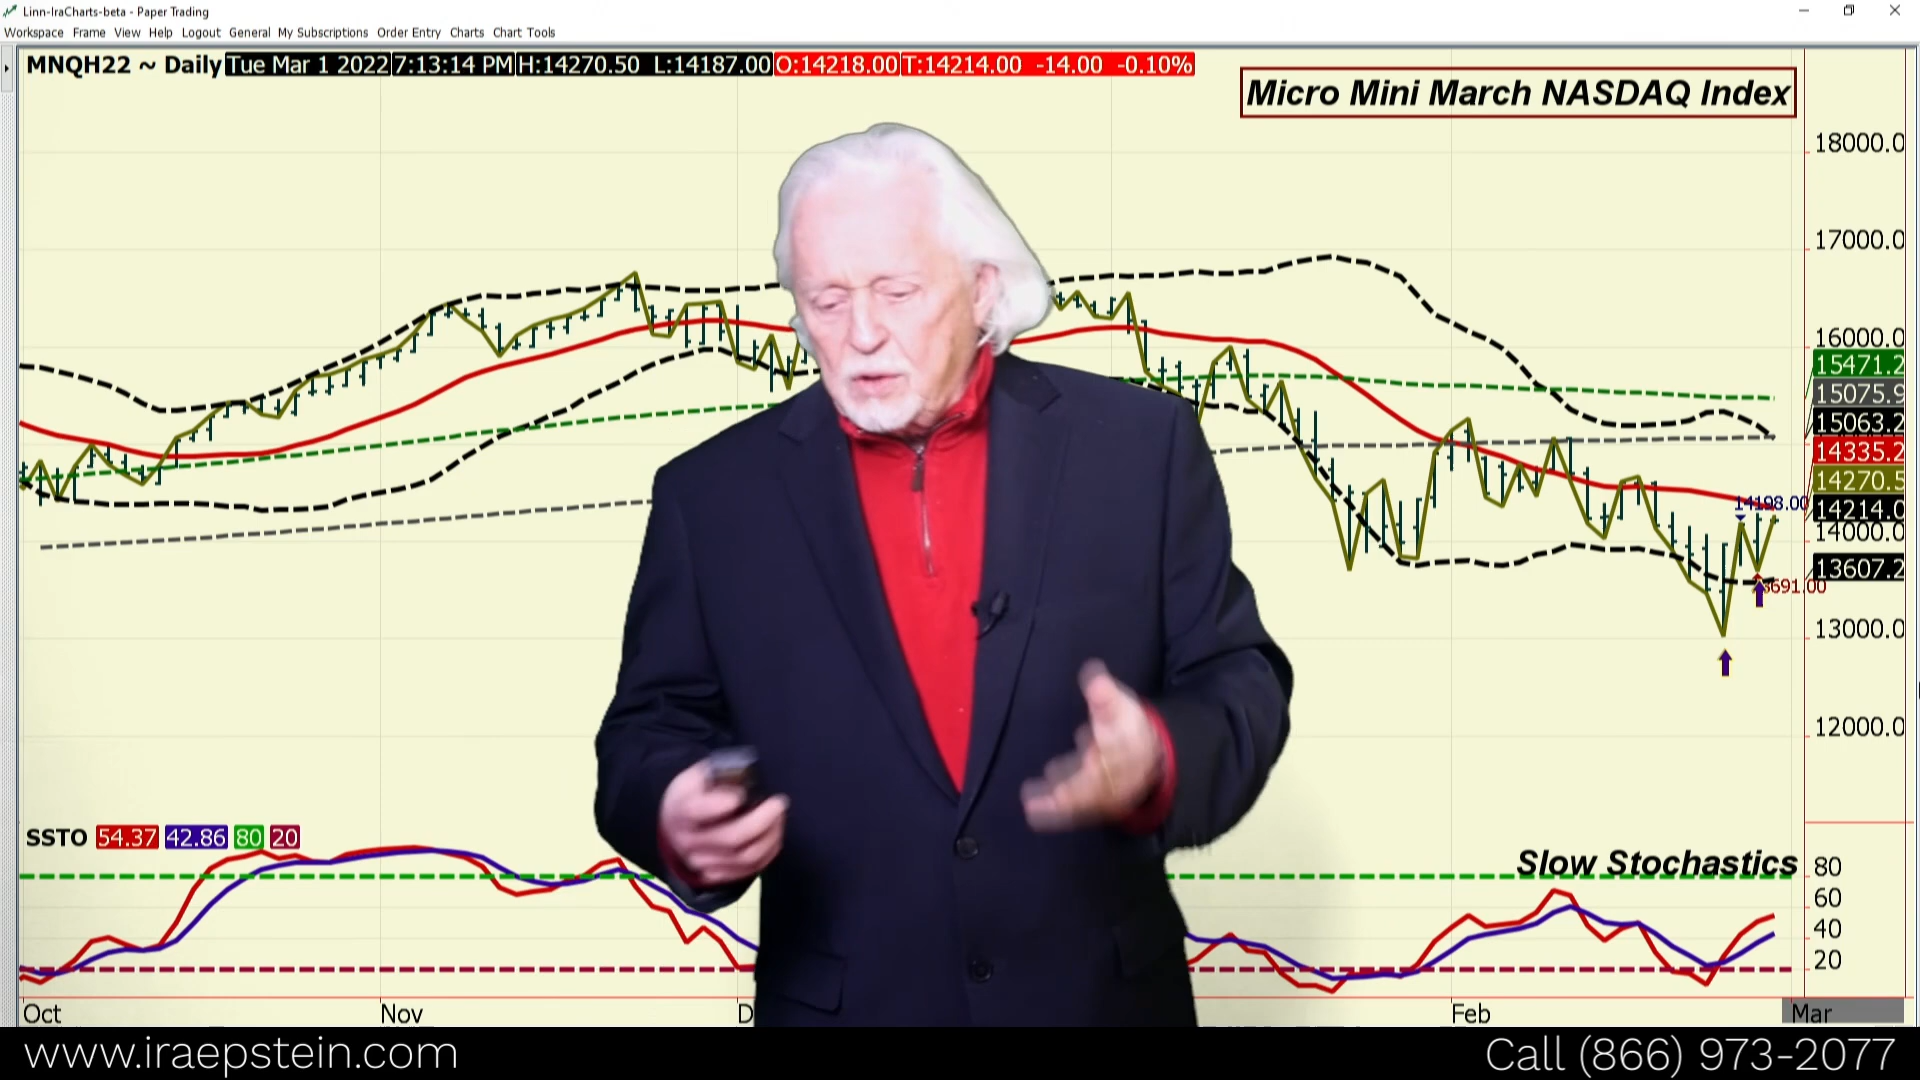 Linn-IraCharts-beta - Paper Trading
Workspace Frame View Help Logout General My Subscriptions Order Entry Charts Chart Tools
MNQH22 ~ Daily Tue Mar 1 2022 7:13:14 PM H:14270.50 L:14187.00 O:14218.00 T:14214.00 -14.00 -0.10%
Micro Mini March NASDAQ Index
18000.0
17000.0
16000.0
15471.2
15075.9
15063.2
14335.2
14270.5
14198.00
14214.0
14000.0
13607.2
3691.00
13000.0
12000.0
SSTO 54.37 42.86 80 20
Slow Stochastics
80
60
40
20
Oct Nov D Feb Mar
www.iraepstein.com
Call (866) 973-2077